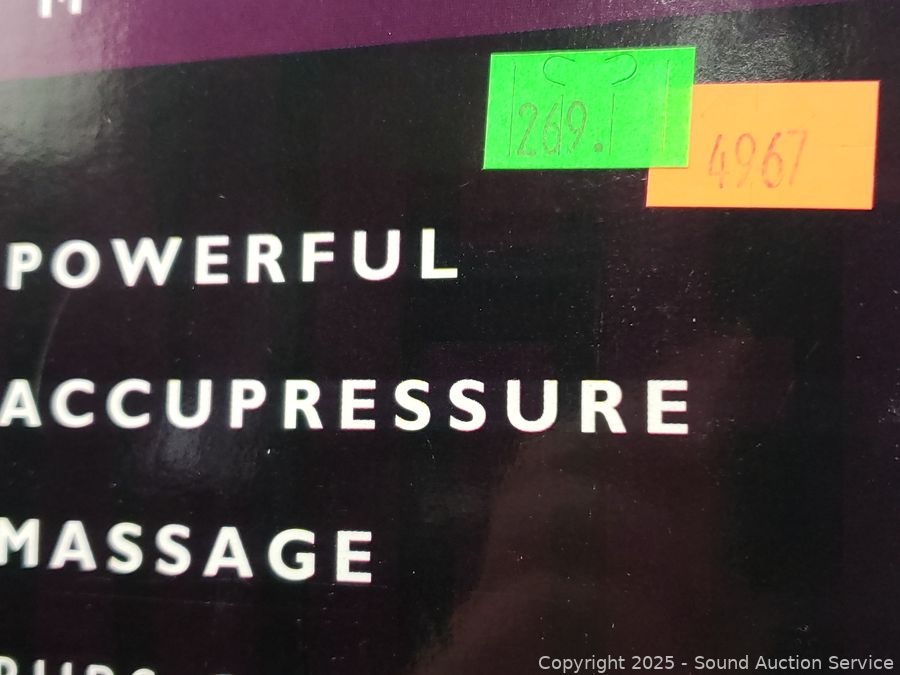 M
269.
4967
POWERFUL
ACCUPRESSURE
MASSAGE
Copyright 2025 - Sound Auction Service